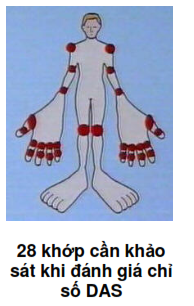 28 khớp cần khảo
sát khi đánh giá chỉ
số DAS